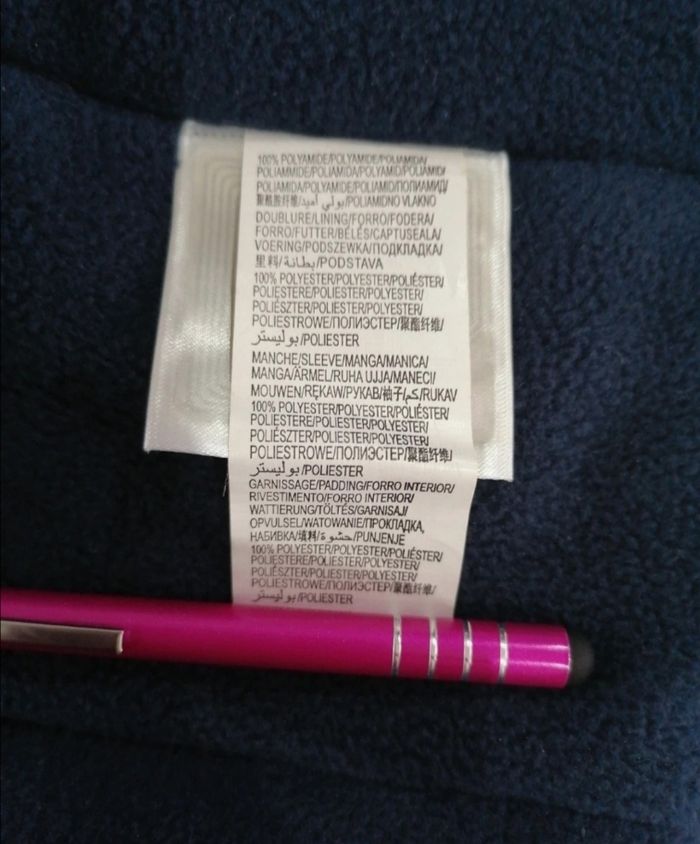 100% POLYAMIDE/POLYAMIDE/POLIAMIDA/
POLIAMMIDE/POLIAMIDA/POLYAMID/POLIAMID/
POLIAMIDA/POLYAMIDE/POLIAMID/ПОЛИАМИД/
聚酰胺纤维/بولي أميد/POLIAMIDNO VLAKNO
DOUBLURE/LINING/FORRO/FODERA/
FORRO/FUTTER/BÉLÉS/CAPTUSEALA/
VOERING/PODSZEWKA/ПОДКЛАДКА/
里料/بطانة/PODSTAVA
100% POLYESTER/POLYESTER/POLIÉSTER/
POLIESTERE/POLIÉSTER/POLYESTER/
POLIÉSZTER/POLIESTER/POLYESTER/
POLIESTROWE/ПОЛИЭСТЕР/聚酯纤维/
بوليستر/POLIESTER
MANCHE/SLEEVE/MANGA/MANICA/
MANGA/ÄRMEL/RUHA UJJA/MANECI/
MOUWEN/RĘKAW/РУКАВ/袖子/كم/RUKAV
100% POLYESTER/POLYESTER/POLIÉSTER/
POLIESTERE/POLIÉSTER/POLYESTER/
POLIÉSZTER/POLIESTER/POLYESTER/
POLIESTROWE/ПОЛИЭСТЕР/聚酯纤维/
بوليستر/POLIESTER
GARNISSAGE/PADDING/FORRO INTERIOR/
RIVESTIMENTO/FORRO INTERIOR/
WATTIERUNG/TÖLTÉS/GARNISAJ/
OPVULSEL/WATOWANIE/ПРОКЛАДКА,
НАБИВКА/填料/حشوة/PUNJENJE
100% POLYESTER/POLYESTER/POLIÉSTER/
POLIESTERE/POLIÉSTER/POLYESTER/
POLIÉSZTER/POLIESTER/POLYESTER/
POLIESTROWE/ПОЛИЭСТЕР/聚酯纤维/
بوليستر/POLIESTER